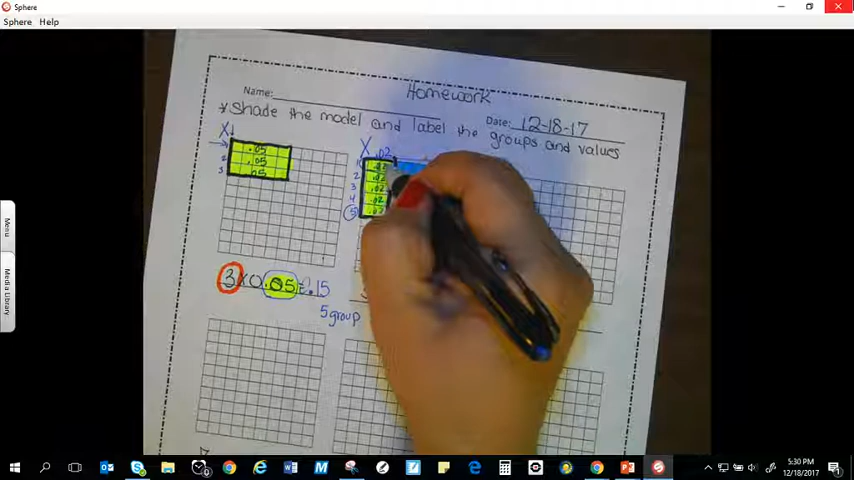 Sphere
Sphere Help
Menu
Media Library
Name:
Homework
Date: 12-18-17
Shade the model and label the groups and values
X
.05
.05
.05
2
3
X .02
1
2
3
4
5
.02
.02
.02
.02
.02
3 x 0.05 = .15
5 group
5:30 PM
12/18/2017